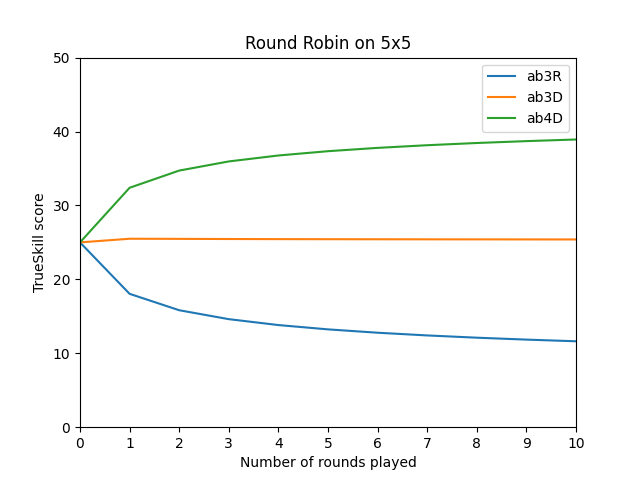 Round Robin on 5x5
TrueSkill score
50
40
30
20
10
0
ab3R
ab3D
ab4D
0 1 2 3 4 5 6 7 8 9 10
Number of rounds played